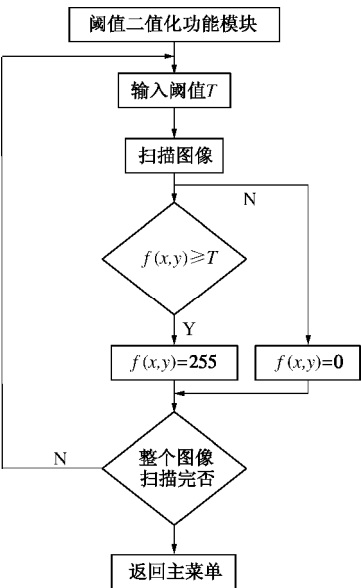 阈值二值化功能模块
输入阈值T
扫描图像
N
f(x,y)≥T
Y
f(x,y)=255
f(x,y)=0
N
整个图像
扫描完否
返回主菜单